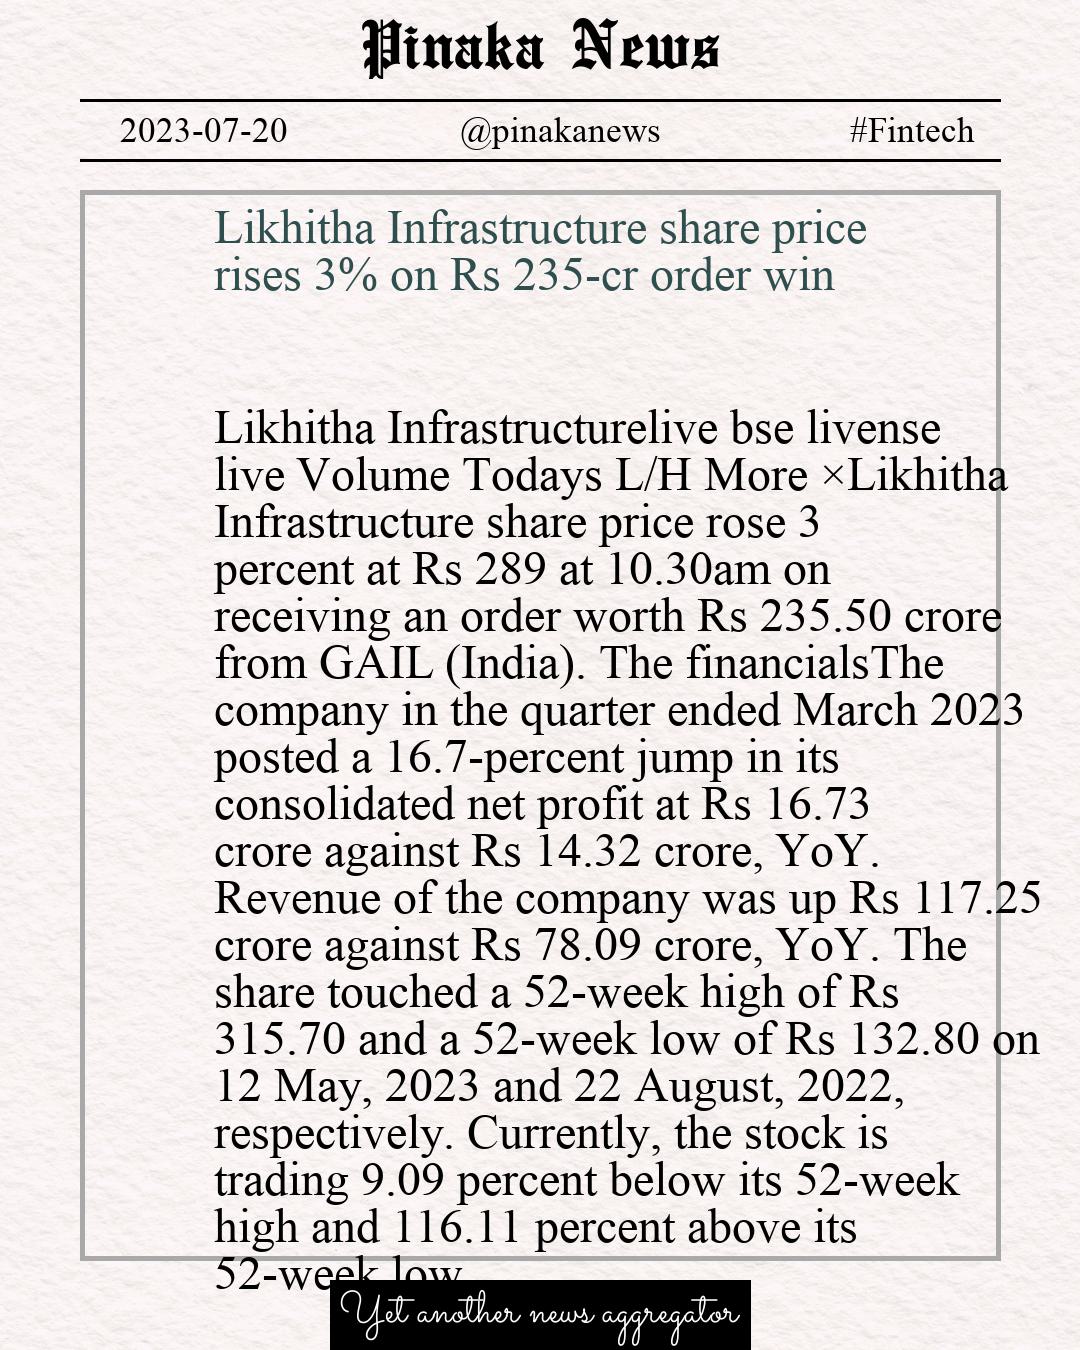 Pinaka News
2023-07-20 @pinakanews #Fintech
Likhitha Infrastructure share price
rises 3% on Rs 235-cr order win
Likhitha Infrastructurelive bse livense
live Volume Todays L/H More ×Likhitha
Infrastructure share price rose 3
percent at Rs 289 at 10.30am on
receiving an order worth Rs 235.50 crore
from GAIL (India). The financialsThe
company in the quarter ended March 2023
posted a 16.7-percent jump in its
consolidated net profit at Rs 16.73
crore against Rs 14.32 crore, YoY.
Revenue of the company was up Rs 117.25
crore against Rs 78.09 crore, YoY. The
share touched a 52-week high of Rs
315.70 and a 52-week low of Rs 132.80 on
12 May, 2023 and 22 August, 2022,
respectively. Currently, the stock is
trading 9.09 percent below its 52-week
high and 116.11 percent above its
52-week low
Yet another news aggregator